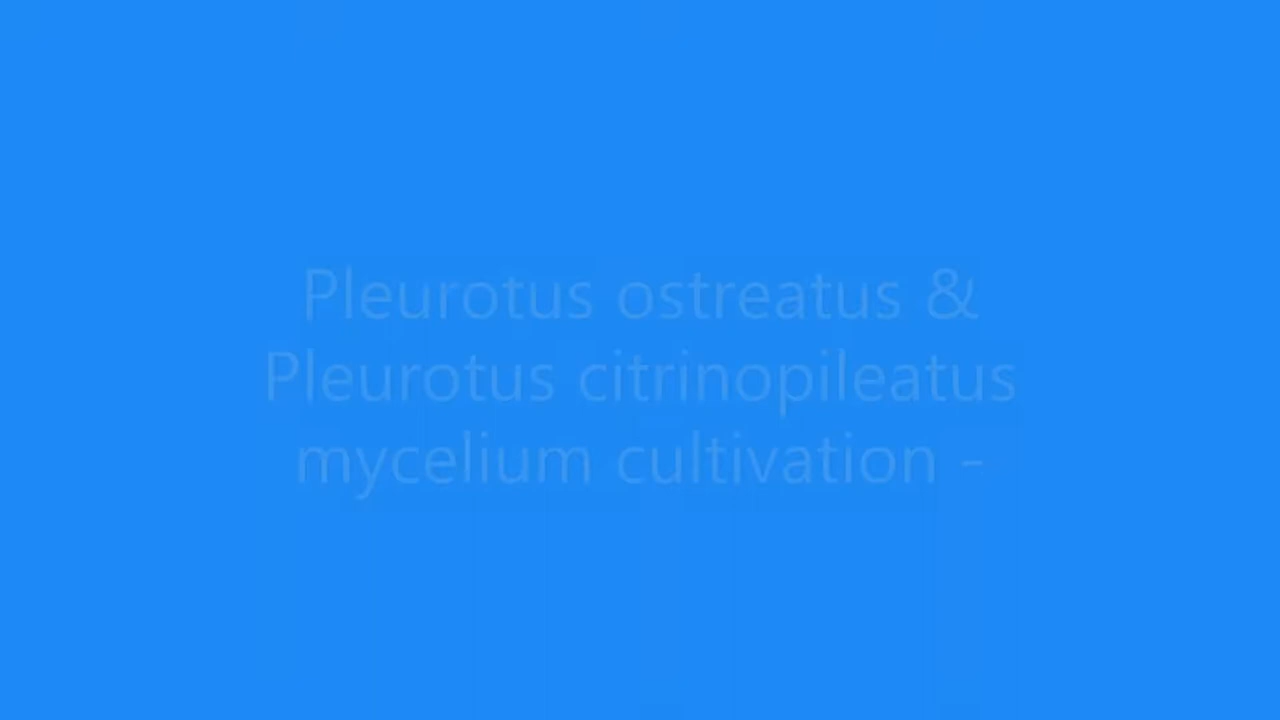 Pleurotus ostreatus &
Pleurotus citrinopileatus
mycelium cultivation -